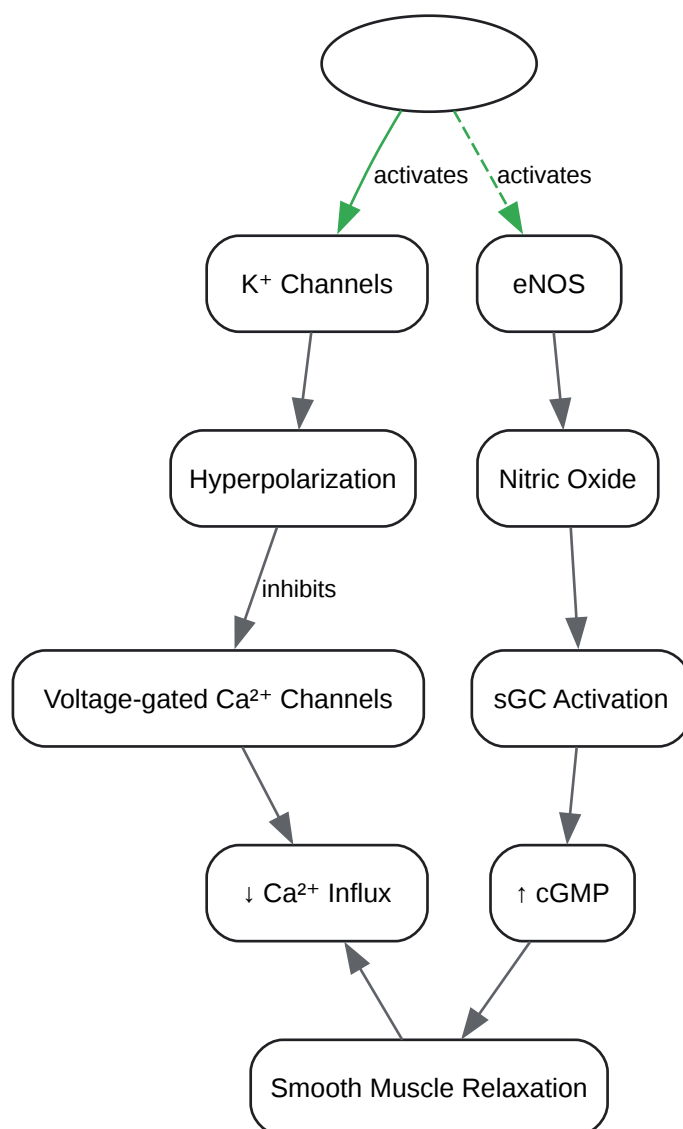 activates
activates
K⁺ Channels
eNOS
Hyperpolarization
Nitric Oxide
inhibits
Voltage-gated Ca²⁺ Channels
sGC Activation
↓ Ca²⁺ Influx
↑ cGMP
Smooth Muscle Relaxation